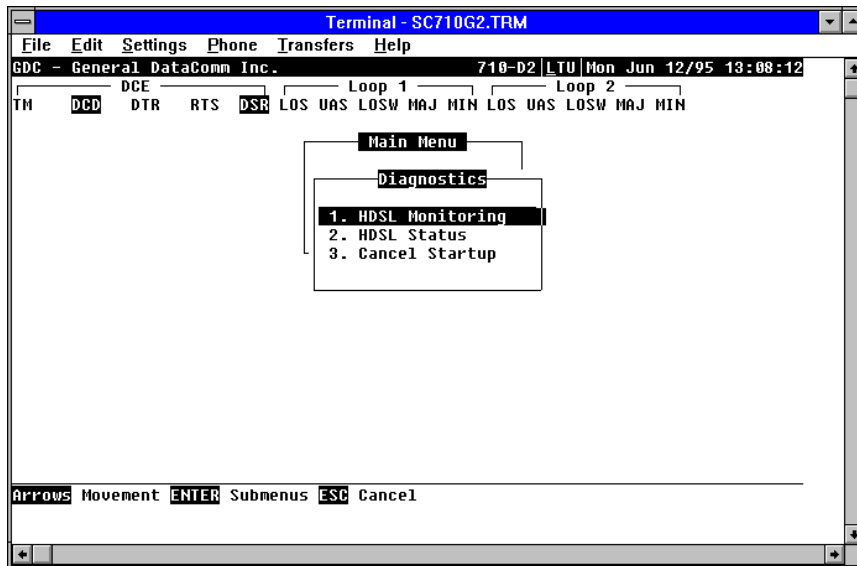 Terminal - SC710G2.TRM
File Edit Settings Phone Transfers Help
GDC - General DataComm Inc. 710-D2|LTU|Mon Jun 12/95 13:08:12
DCE Loop 1 Loop 2
TM DCD DTR RTS DSR LOS UAS LOSW MAJ MIN LOS UAS LOSW MAJ MIN
Main Menu
Diagnostics
1. HDSL Monitoring
2. HDSL Status
3. Cancel Startup
Arrows Movement ENTER Submenus ESC Cancel